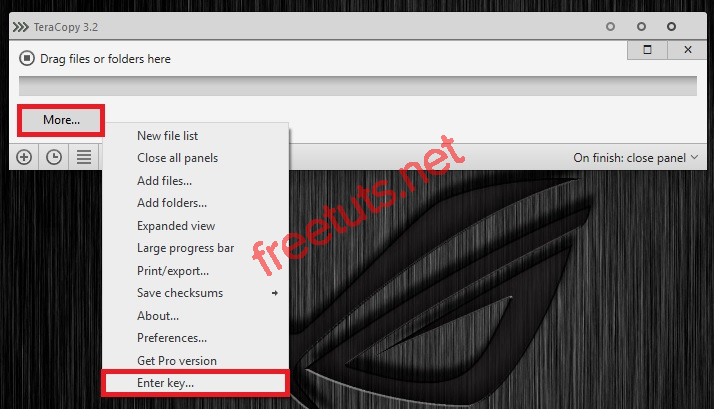 TeraCopy 3.2
Drag files or folders here
More...
New file list
Close all panels
Add files...
Add folders...
Expanded view
Large progress bar
Print/export...
Save checksums
About...
Preferences...
Get Pro version
Enter key...
On finish: close panel
freetuts.net